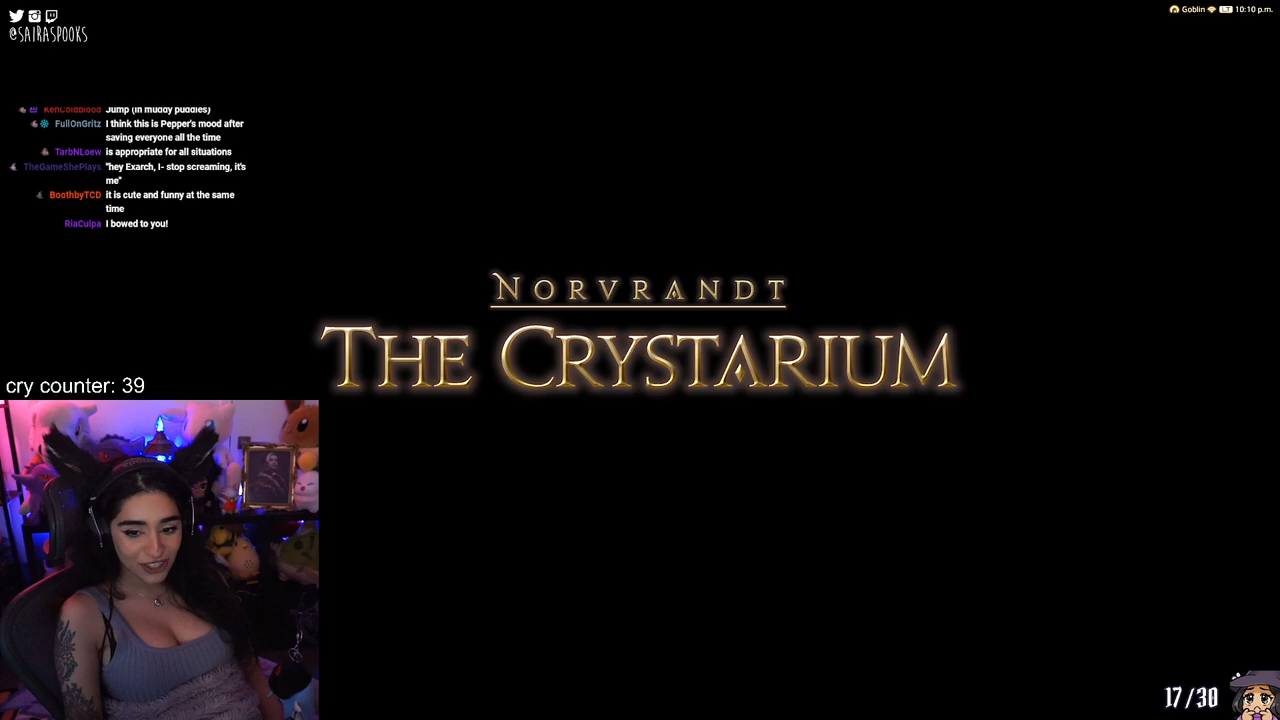 @SAIRASPOOKS
Goblin LT 10:10 p.m.
KenColdblood Jump (in muddy puddles)
FullOnGritz I think this is Pepper's mood after
saving everyone all the time
TarbNLoew is appropriate for all situations
TheGameShePlays "hey Exarch, I- stop screaming, it's
me"
BoothbyTCD it is cute and funny at the same
time
RiaCulpa I bowed to you!
NORVRANDT
THE CRYSTARIUM
cry counter: 39
17/30